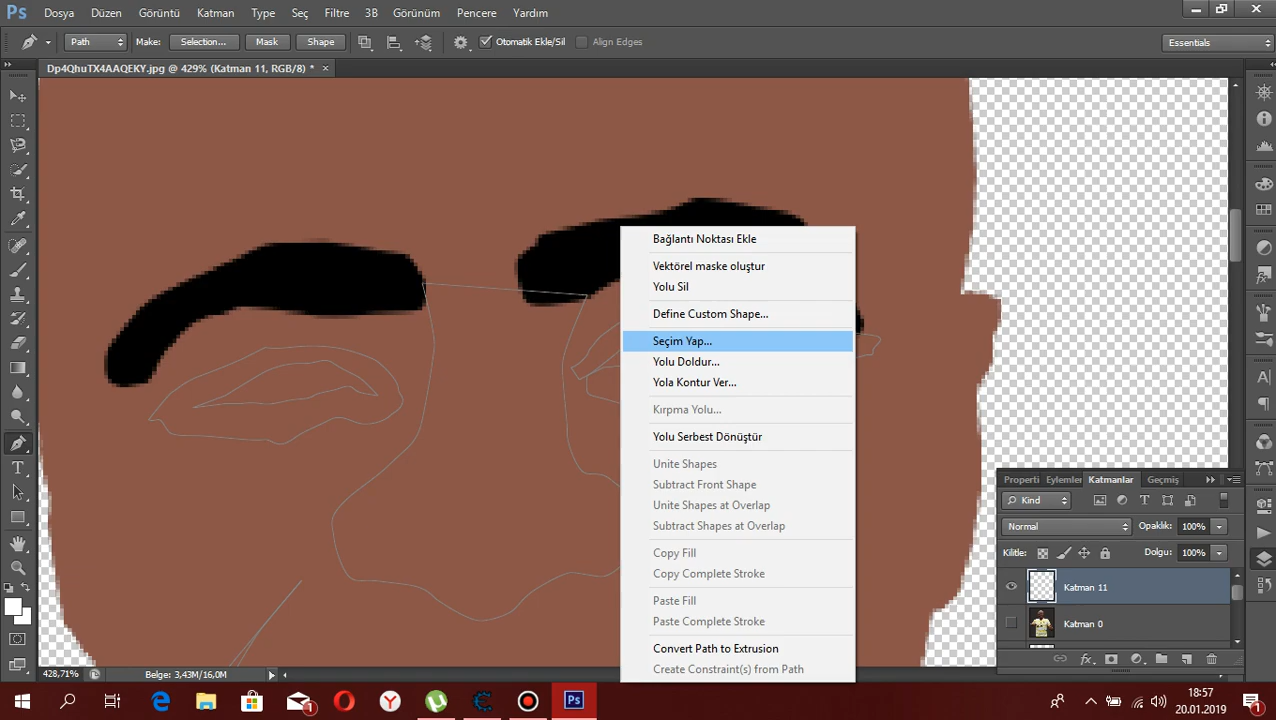 Ps Dosya Düzen Görüntü Katman Type Seç Filtre 3B Görünüm Pencere Yardım
Path Make: Selection... Mask Shape Otomatik Ekle/Sil Align Edges Essentials
Dp4QhuTX4AAQEKY.jpg @ 429% (Katman 11, RGB/8) *
Bağlantı Noktası Ekle
Vektörel maske oluştur
Yolu Sil
Define Custom Shape...
Seçim Yap...
Yolu Doldur...
Yola Kontur Ver...
Kırpma Yolu...
Yolu Serbest Dönüştür
Unite Shapes
Subtract Front Shape
Unite Shapes at Overlap
Subtract Shapes at Overlap
Copy Fill
Copy Complete Stroke
Paste Fill
Paste Complete Stroke
Convert Path to Extrusion
Create Constraint(s) from Path
Properti Eylemler Katmanlar Geçmiş
Kind
Normal Opaklık: 100%
Kilitle: Dolgu: 100%
Katman 11
Katman 0
428,71% Belge: 3,43M/16,0M
1 Ps 18:57
20.01.2019 1